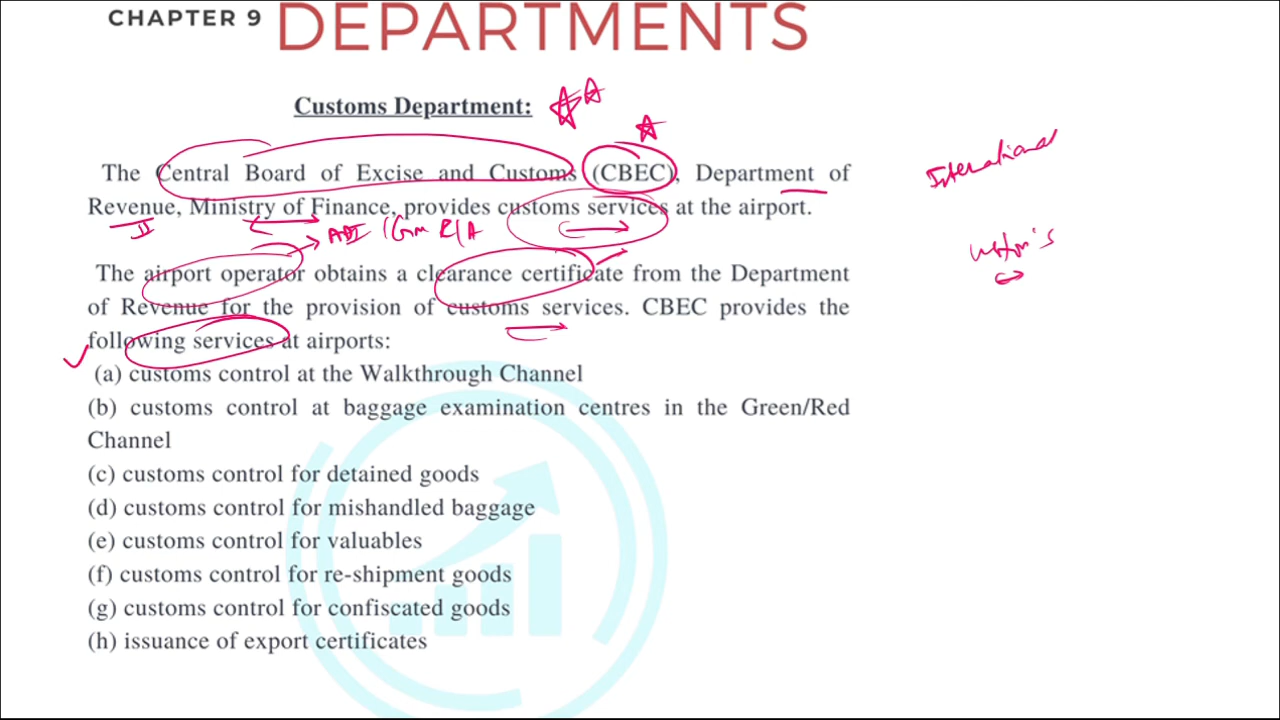 CHAPTER 9 DEPARTMENTS
Customs Department:
The Central Board of Excise and Customs (CBEC), Department of
Revenue, Ministry of Finance, provides customs services at the airport.
International
Custom's
The airport operator obtains a clearance certificate from the Department
of Revenue for the provision of customs services. CBEC provides the
following services at airports:
(a) customs control at the Walkthrough Channel
(b) customs control at baggage examination centres in the Green/Red
Channel
(c) customs control for detained goods
(d) customs control for mishandled baggage
(e) customs control for valuables
(f) customs control for re-shipment goods
(g) customs control for confiscated goods
(h) issuance of export certificates